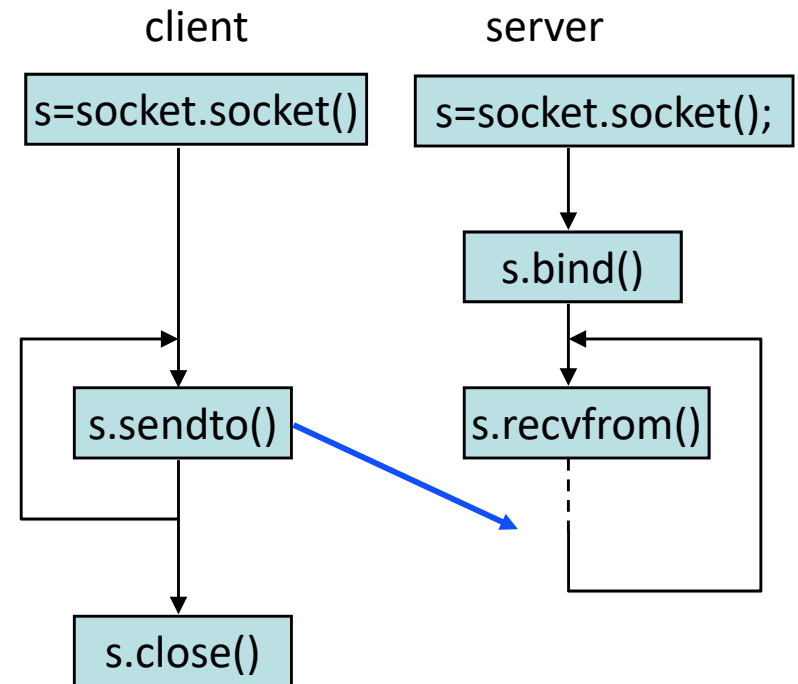 client
server
s=socket.socket()
s=socket.socket();
s.bind()
s.sendto()
s.recvfrom()
s.close()